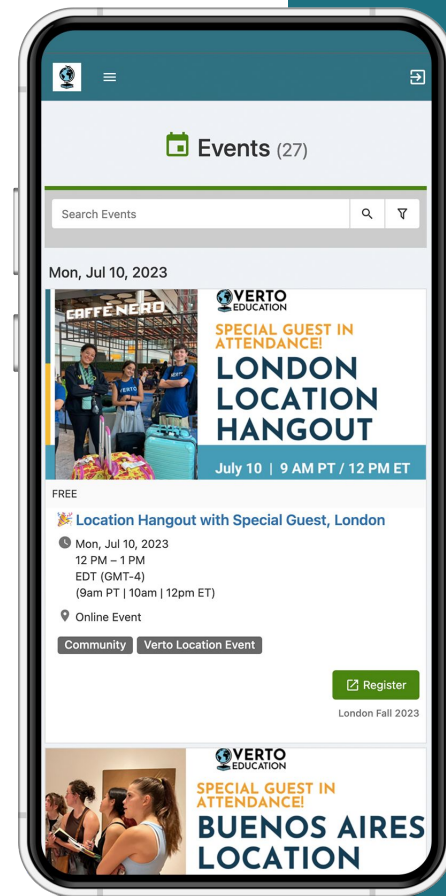 Events (27)
Search Events
Mon, Jul 10, 2023
CAFFÈ NERO
VERTO
VERTO
EDUCATION
SPECIAL GUEST IN
ATTENDANCE!
LONDON
LOCATION
HANGOUT
July 10 | 9 AM PT / 12 PM ET
FREE
🎉 Location Hangout with Special Guest, London
Mon, Jul 10, 2023
12 PM – 1 PM
EDT (GMT-4)
(9am PT | 10am | 12pm ET)
Online Event
Community Verto Location Event
Register
London Fall 2023
VERTO
EDUCATION
SPECIAL GUEST IN
ATTENDANCE!
BUENOS AIRES
LOCATION